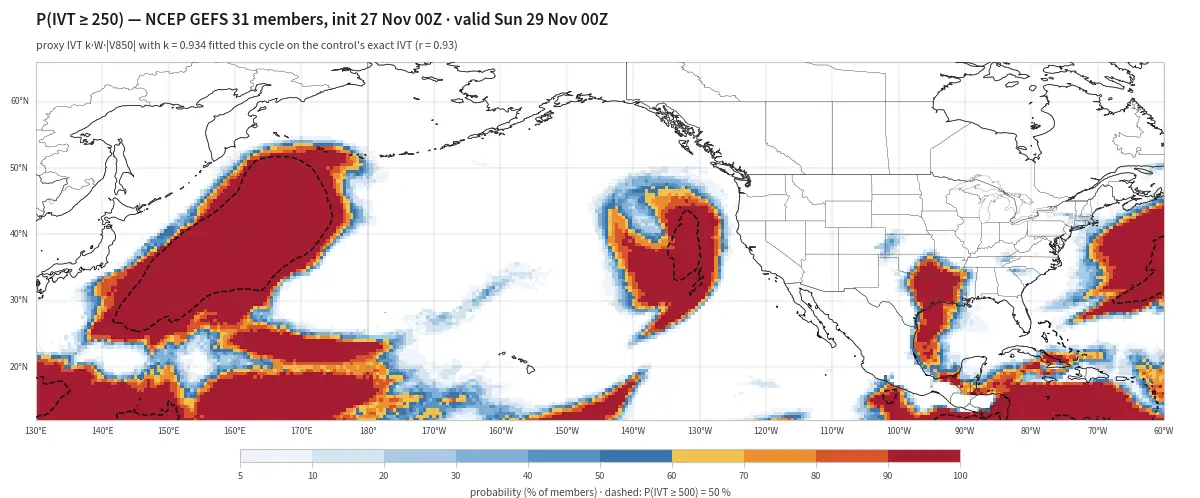 P(IVT ≥ 250) — NCEP GEFS 31 members, init 27 Nov 00Z · valid Sun 29 Nov 00Z
proxy IVT k·W·|V850| with k = 0.934 fitted this cycle on the control's exact IVT (r = 0.93)
60°N
50°N
40°N
30°N
20°N
130°E 140°E 150°E 160°E 170°E 180° 170°W 160°W 150°W 140°W 130°W 120°W 110°W 100°W 90°W 80°W 70°W 60°W
5 10 20 30 40 50 60 70 80 90 100
probability (% of members) · dashed: P(IVT ≥ 500) = 50 %